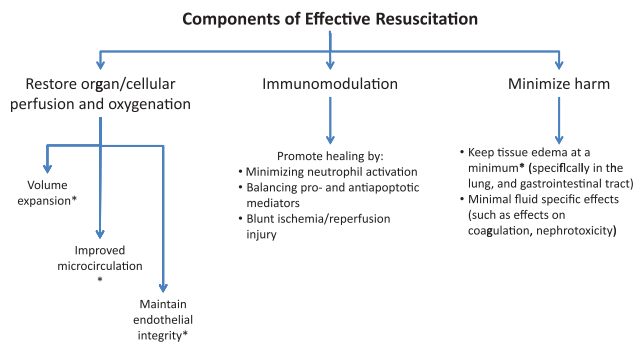 Components of Effective Resuscitation
Restore organ/cellular
perfusion and oxygenation
Volume
expansion*
Improved
microcirculation
*
Maintain
endothelial
integrity*
Immunomodulation
Promote healing by:
• Minimizing neutrophil activation
• Balancing pro- and antiapoptotic
mediators
• Blunt ischemia/reperfusion
injury
Minimize harm
• Keep tissue edema at a
minimum* (specifically in the
lung, and gastrointestinal tract)
• Minimal fluid specific effects
(such as effects on
coagulation, nephrotoxicity)